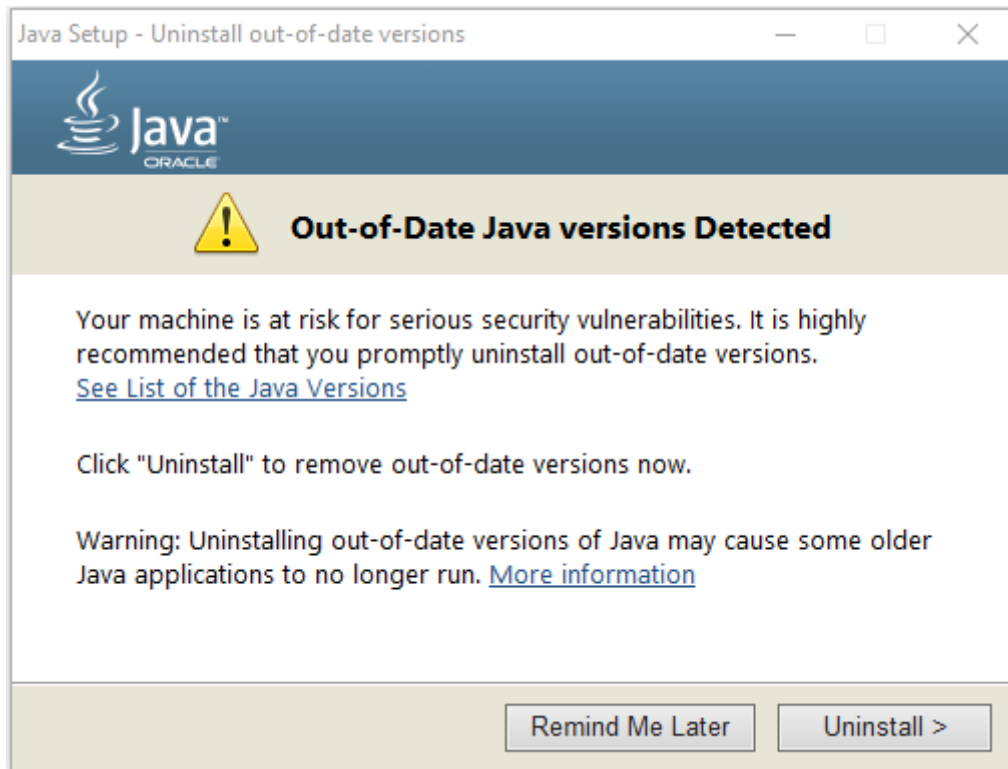 Java Setup - Uninstall out-of-date versions
Java™
ORACLE
Out-of-Date Java versions Detected
Your machine is at risk for serious security vulnerabilities. It is highly
recommended that you promptly uninstall out-of-date versions.
See List of the Java Versions
Click "Uninstall" to remove out-of-date versions now.
Warning: Uninstalling out-of-date versions of Java may cause some older
Java applications to no longer run. More information
Remind Me Later Uninstall >